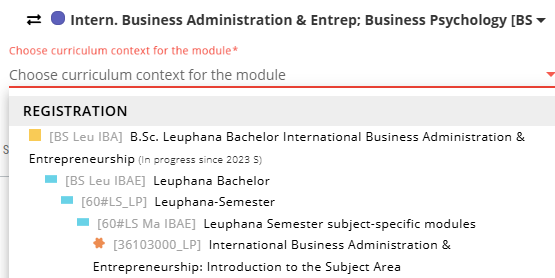 Intern. Business Administration & Entrep; Business Psychology [BS
Choose curriculum context for the module*
Choose curriculum context for the module
REGISTRATION
[BS Leu IBA] B.Sc. Leuphana Bachelor International Business Administration &
Entrepreneurship (In progress since 2023 S)
[BS Leu IBAE] Leuphana Bachelor
[60#LS_LP] Leuphana-Semester
[60#LS Ma IBAE] Leuphana Semester subject-specific modules
[36103000_LP] International Business Administration &
Entrepreneurship: Introduction to the Subject Area